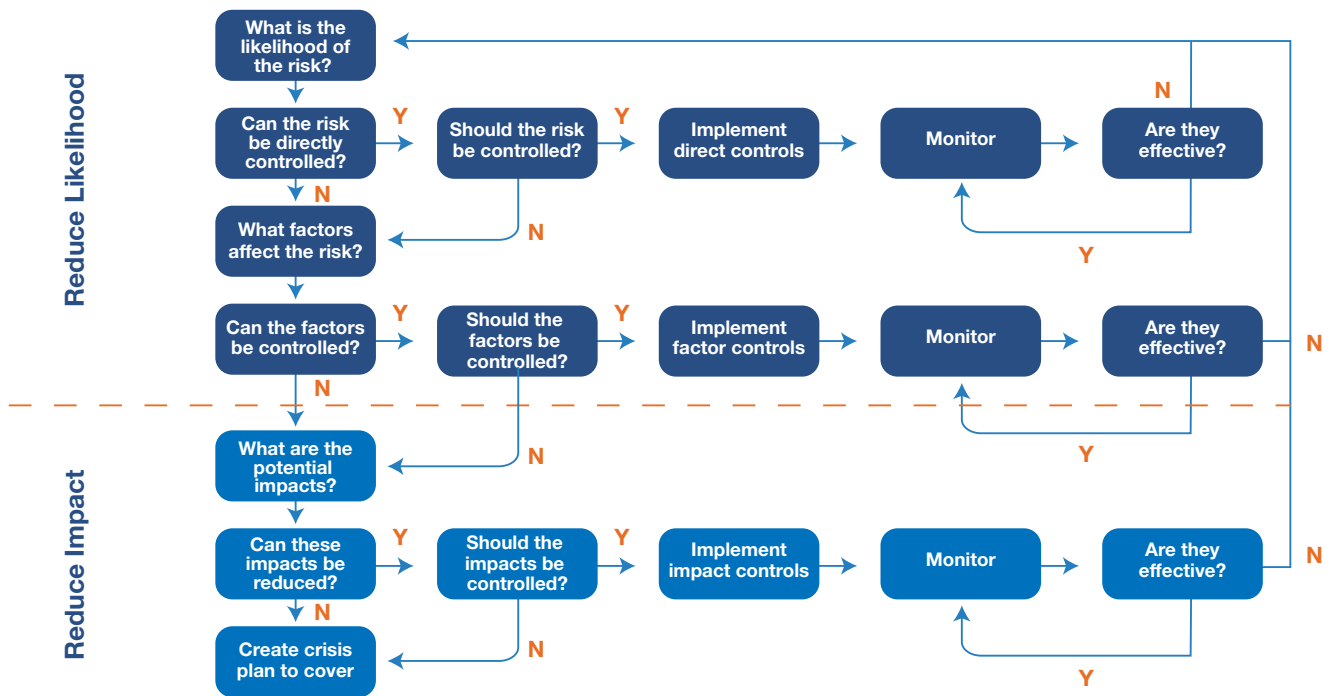 Reduce Likelihood
What is the
likelihood of
the risk?
Can the risk
be directly
controlled?
Y
Should the risk
be controlled?
Y
Implement
direct controls
Monitor
Are they
effective?
N
N
N
Y
What factors
affect the risk?
Can the factors
be controlled?
Y
Should the
factors be
controlled?
Y
Implement
factor controls
Monitor
Are they
effective?
N
N
Y
Reduce Impact
What are the
potential
impacts?
N
Can these
impacts be
reduced?
Y
Should the
impacts be
controlled?
Y
Implement
impact controls
Monitor
Are they
effective?
N
N
N
Y
Create crisis
plan to cover